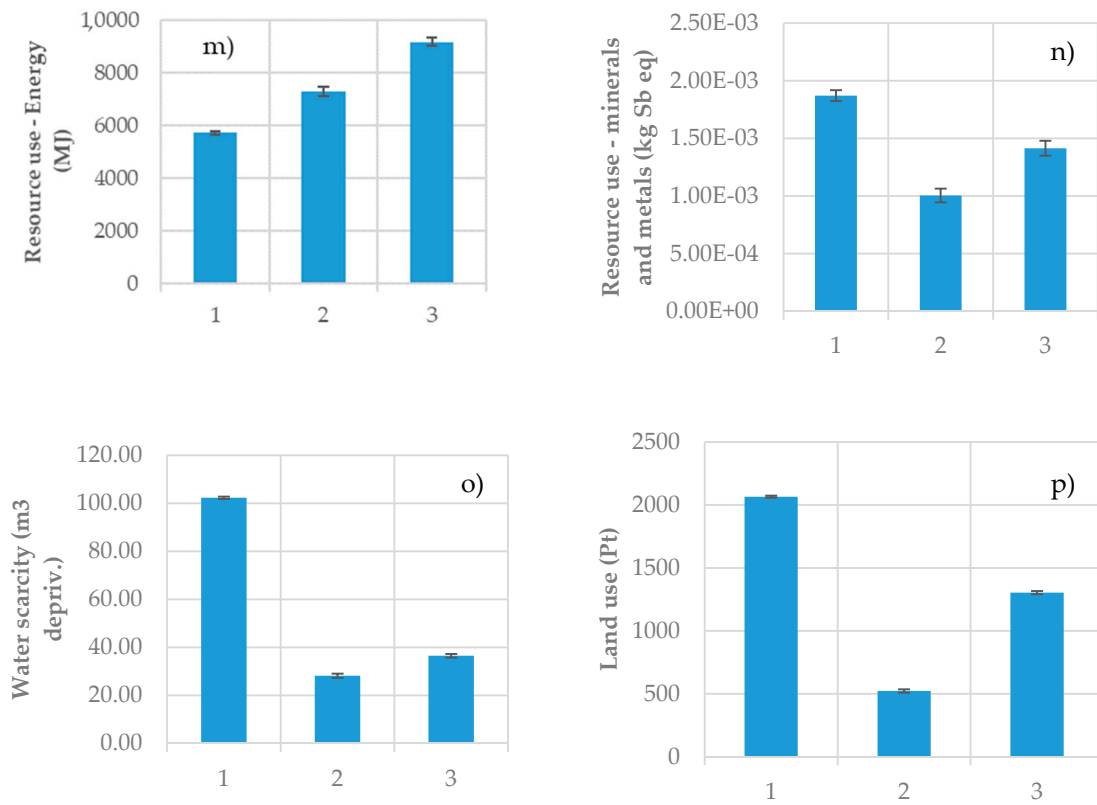 Resource use - Energy
(MJ)
1,0000
8000
6000
4000
2000
0
m)
1
2
3
Resource use - minerals
and metals (kg Sb eq)
2.50E-03
2.00E-03
1.50E-03
1.00E-03
5.00E-04
0.00E+00
n)
1
2
3
Water scarcity (m3
depriv.)
120.00
100.00
80.00
60.00
40.00
20.00
0.00
o)
1
2
3
Land use (Pt)
2500
2000
1500
1000
500
0
p)
1
2
3